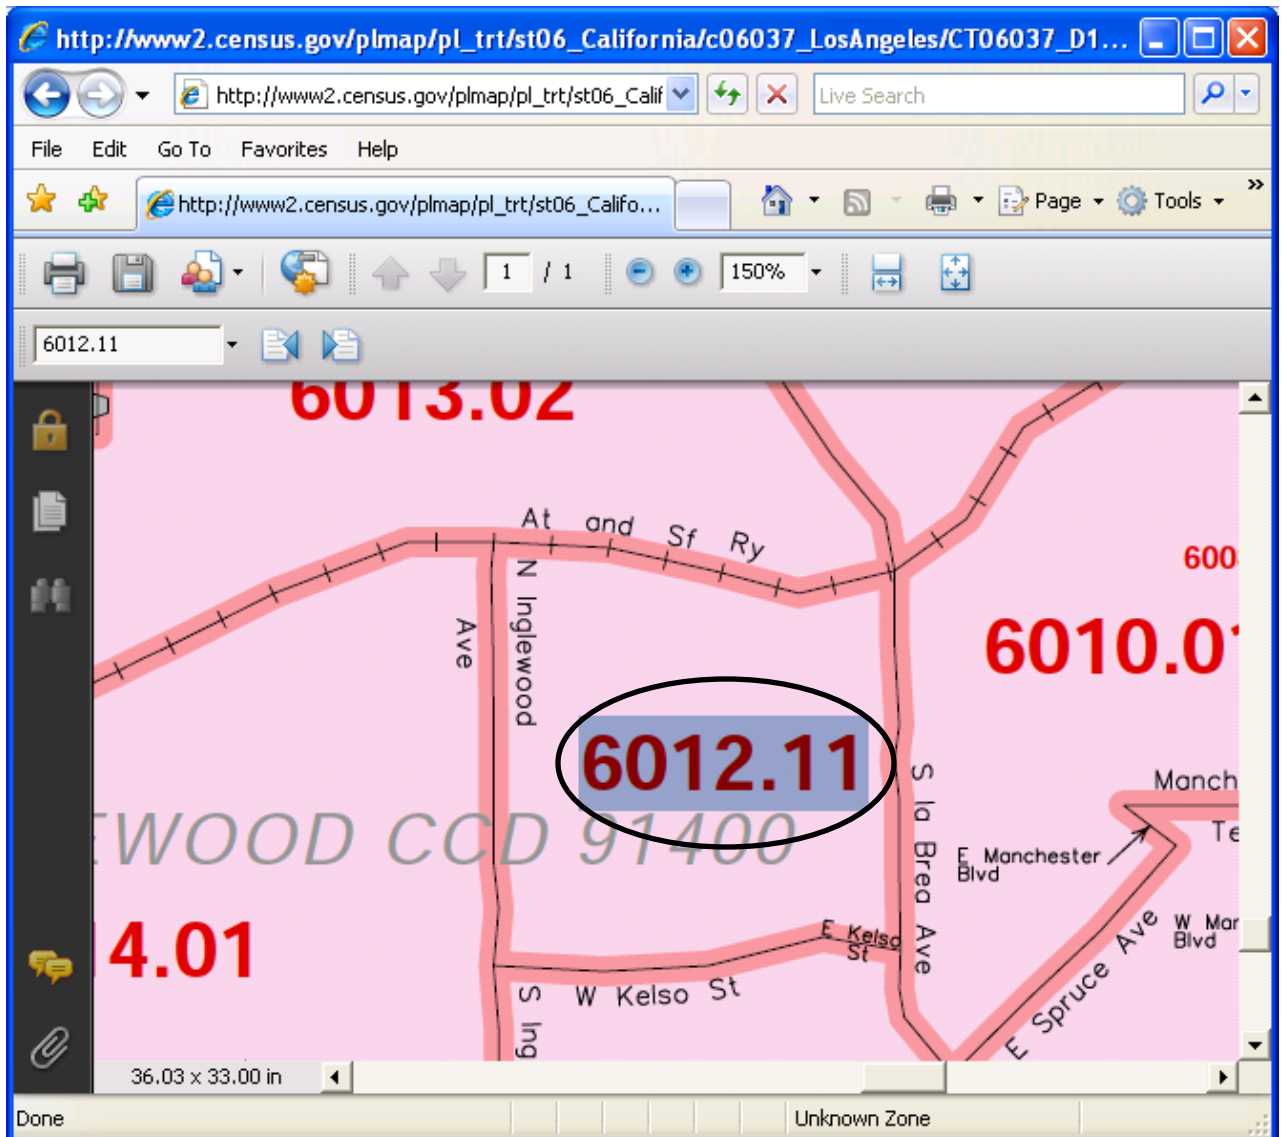 http://www2.census.gov/plmap/pl_trt/st06_California/c06037_LosAngeles/CT06037_D1...
http://www2.census.gov/plmap/pl_trt/st06_Calif
Live Search
File Edit Go To Favorites Help
http://www2.census.gov/plmap/pl_trt/st06_Califo...
Page Tools »
1 / 1 150%
6012.11
6013.02
At and Sf Ry
600
N Inglewood
Ave
6010.01
6012.11
S la Brea Ave
Manch
Te
EWOOD CCD 91400
E Manchester
Blvd
4.01
E Kelso
St
W Mar
Blvd
E Spruce Ave
W Kelso St
S Ing
36.03 x 33.00 in
Done
Unknown Zone